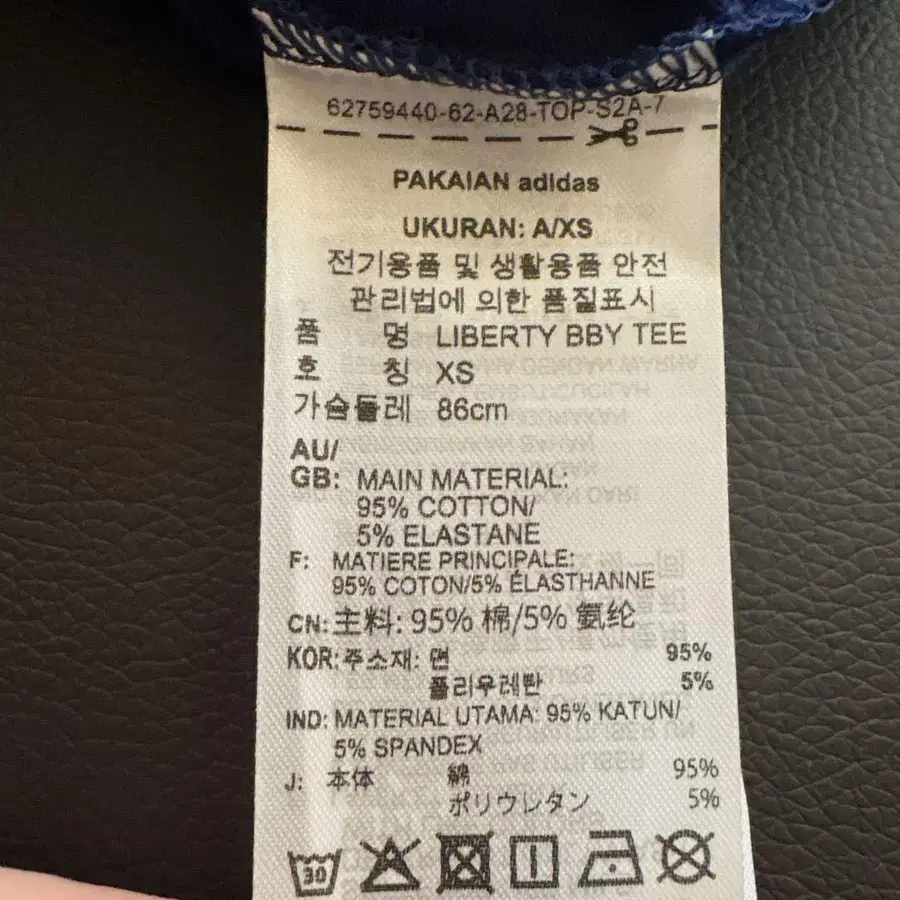 62759440-62-A28-TOP-S2A-7
PAKAIAN adidas
UKURAN: A/XS
전기용품 및 생활용품 안전
관리법에 의한 품질표시
품 명 LIBERTY BBY TEE
호 칭 XS
가슴둘레 86cm
AU/
GB: MAIN MATERIAL:
95% COTTON/
5% ELASTANE
F: MATIERE PRINCIPALE:
95% COTON/5% ÉLASTHANNE
CN: 主料: 95% 棉/5% 氨纶
KOR: 주소재: 면 95%
폴리우레탄 5%
IND: MATERIAL UTAMA: 95% KATUN/
5% SPANDEX
J: 本体 綿 95%
ポリウレタン 5%
30